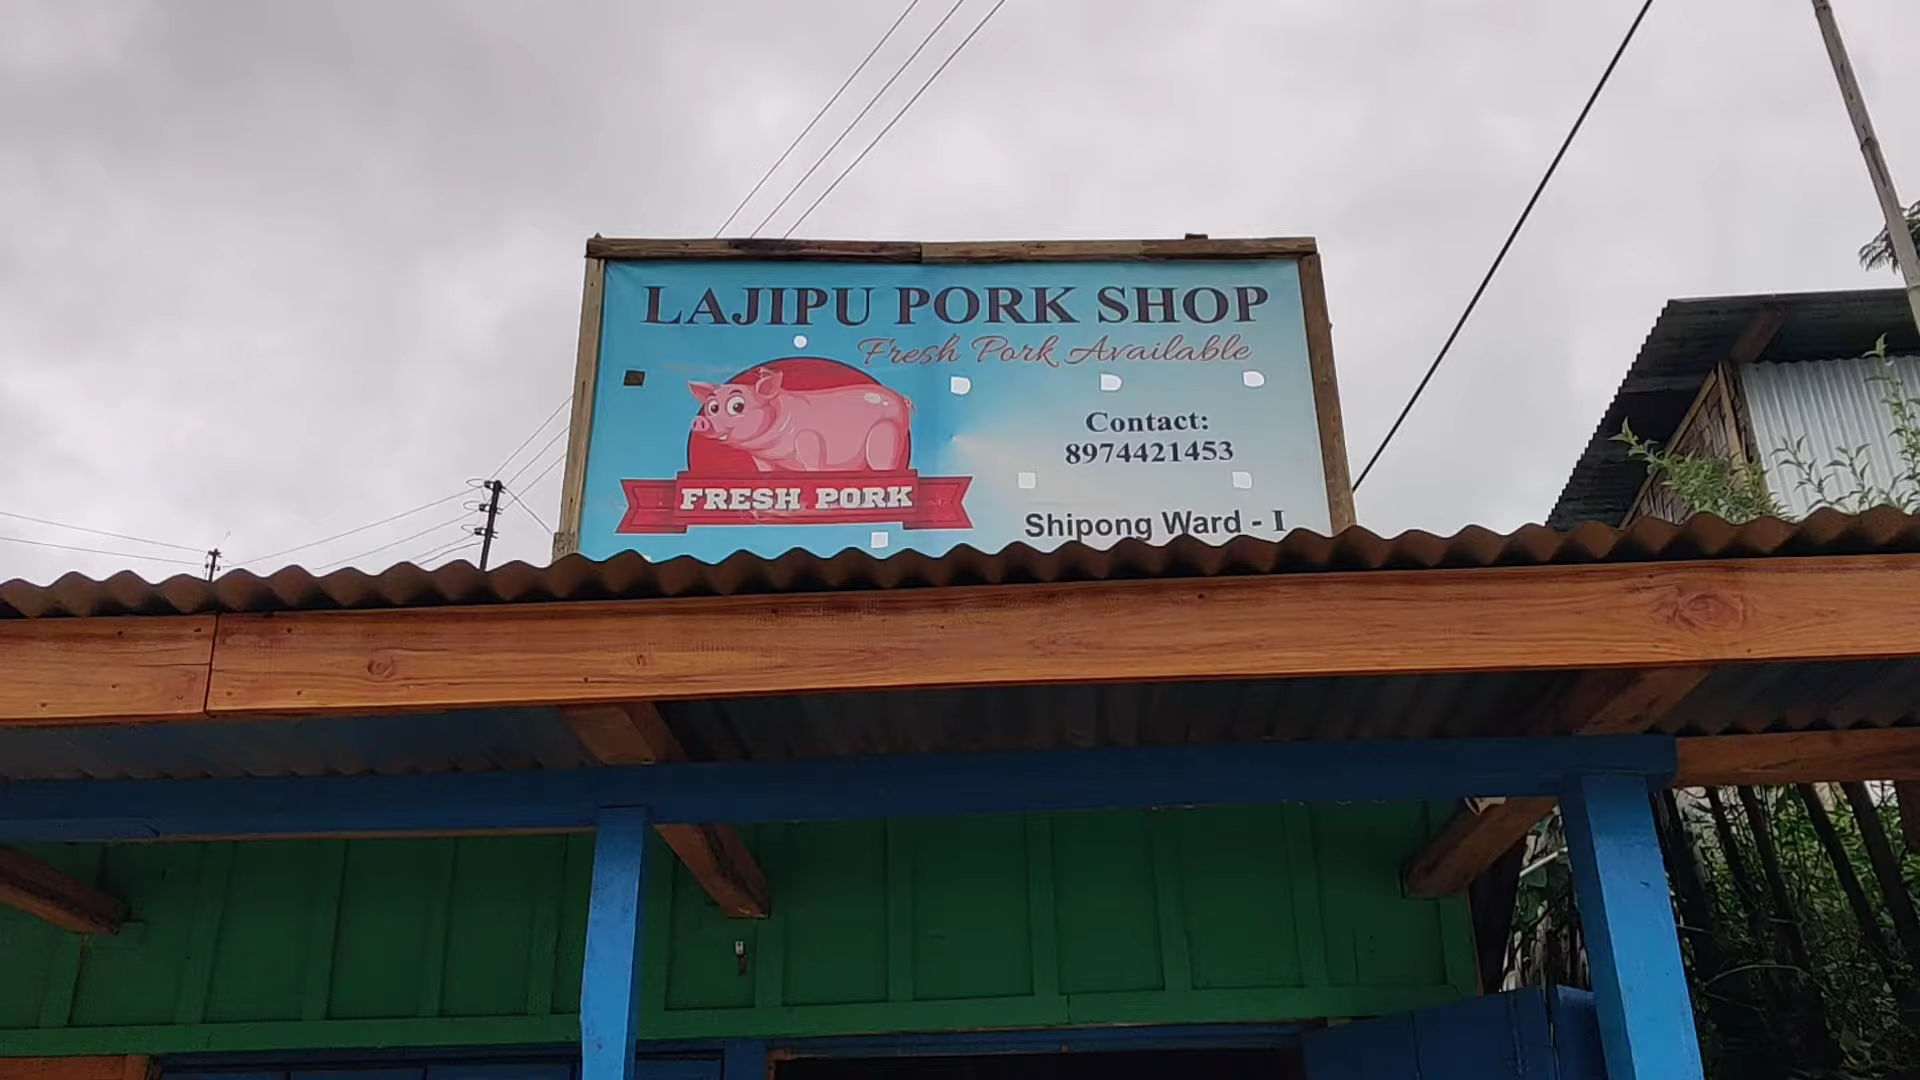 LAJIPU PORK SHOP
Fresh Pork Available
Contact:
8974421453
FRESH PORK
Shipong Ward - I